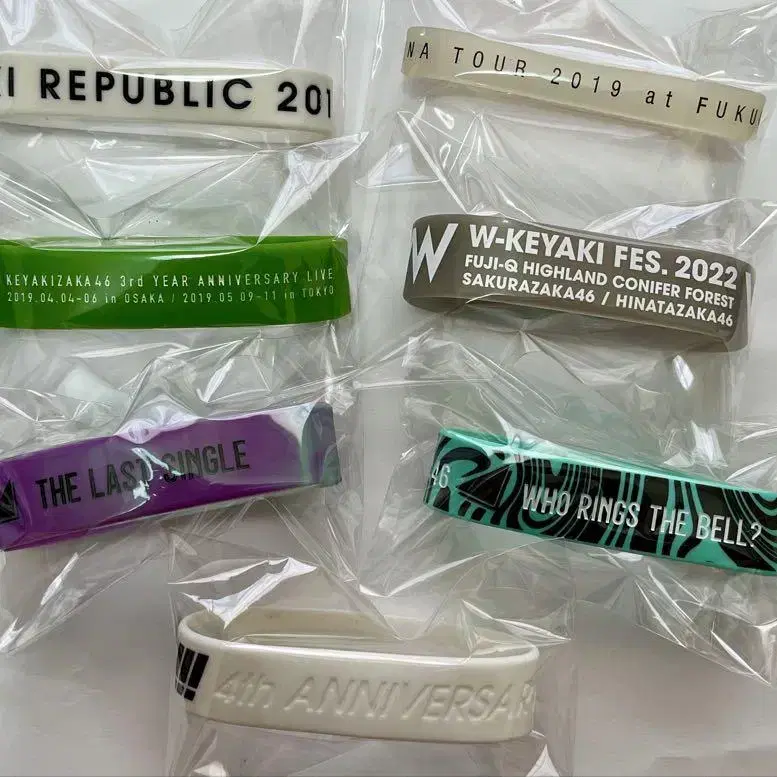 KI REPUBLIC 201
NA TOUR 2019 at FUKU
KEYAKIZAKA46 3rd YEAR ANNIVERSARY LIVE
2019.04.04-06 in OSAKA / 2019.05.09-11 in TOKYO
W
W-KEYAKI FES. 2022
FUJI-Q HIGHLAND CONIFER FOREST
SAKURAZAKA46 / HINATAZAKA46
THE LAST SINGLE
46
WHO RINGS THE BELL?
!!! 4th ANNIVERSAR